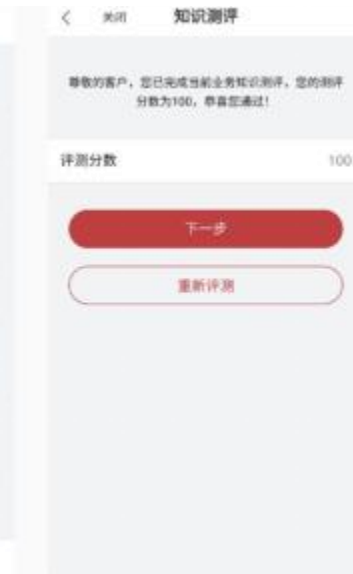 关闭 知识测评
尊敬的客户，您已完成当前业务知识测评，您的测评
分数为100，恭喜您通过！
评测分数 100
下一步
重新评测